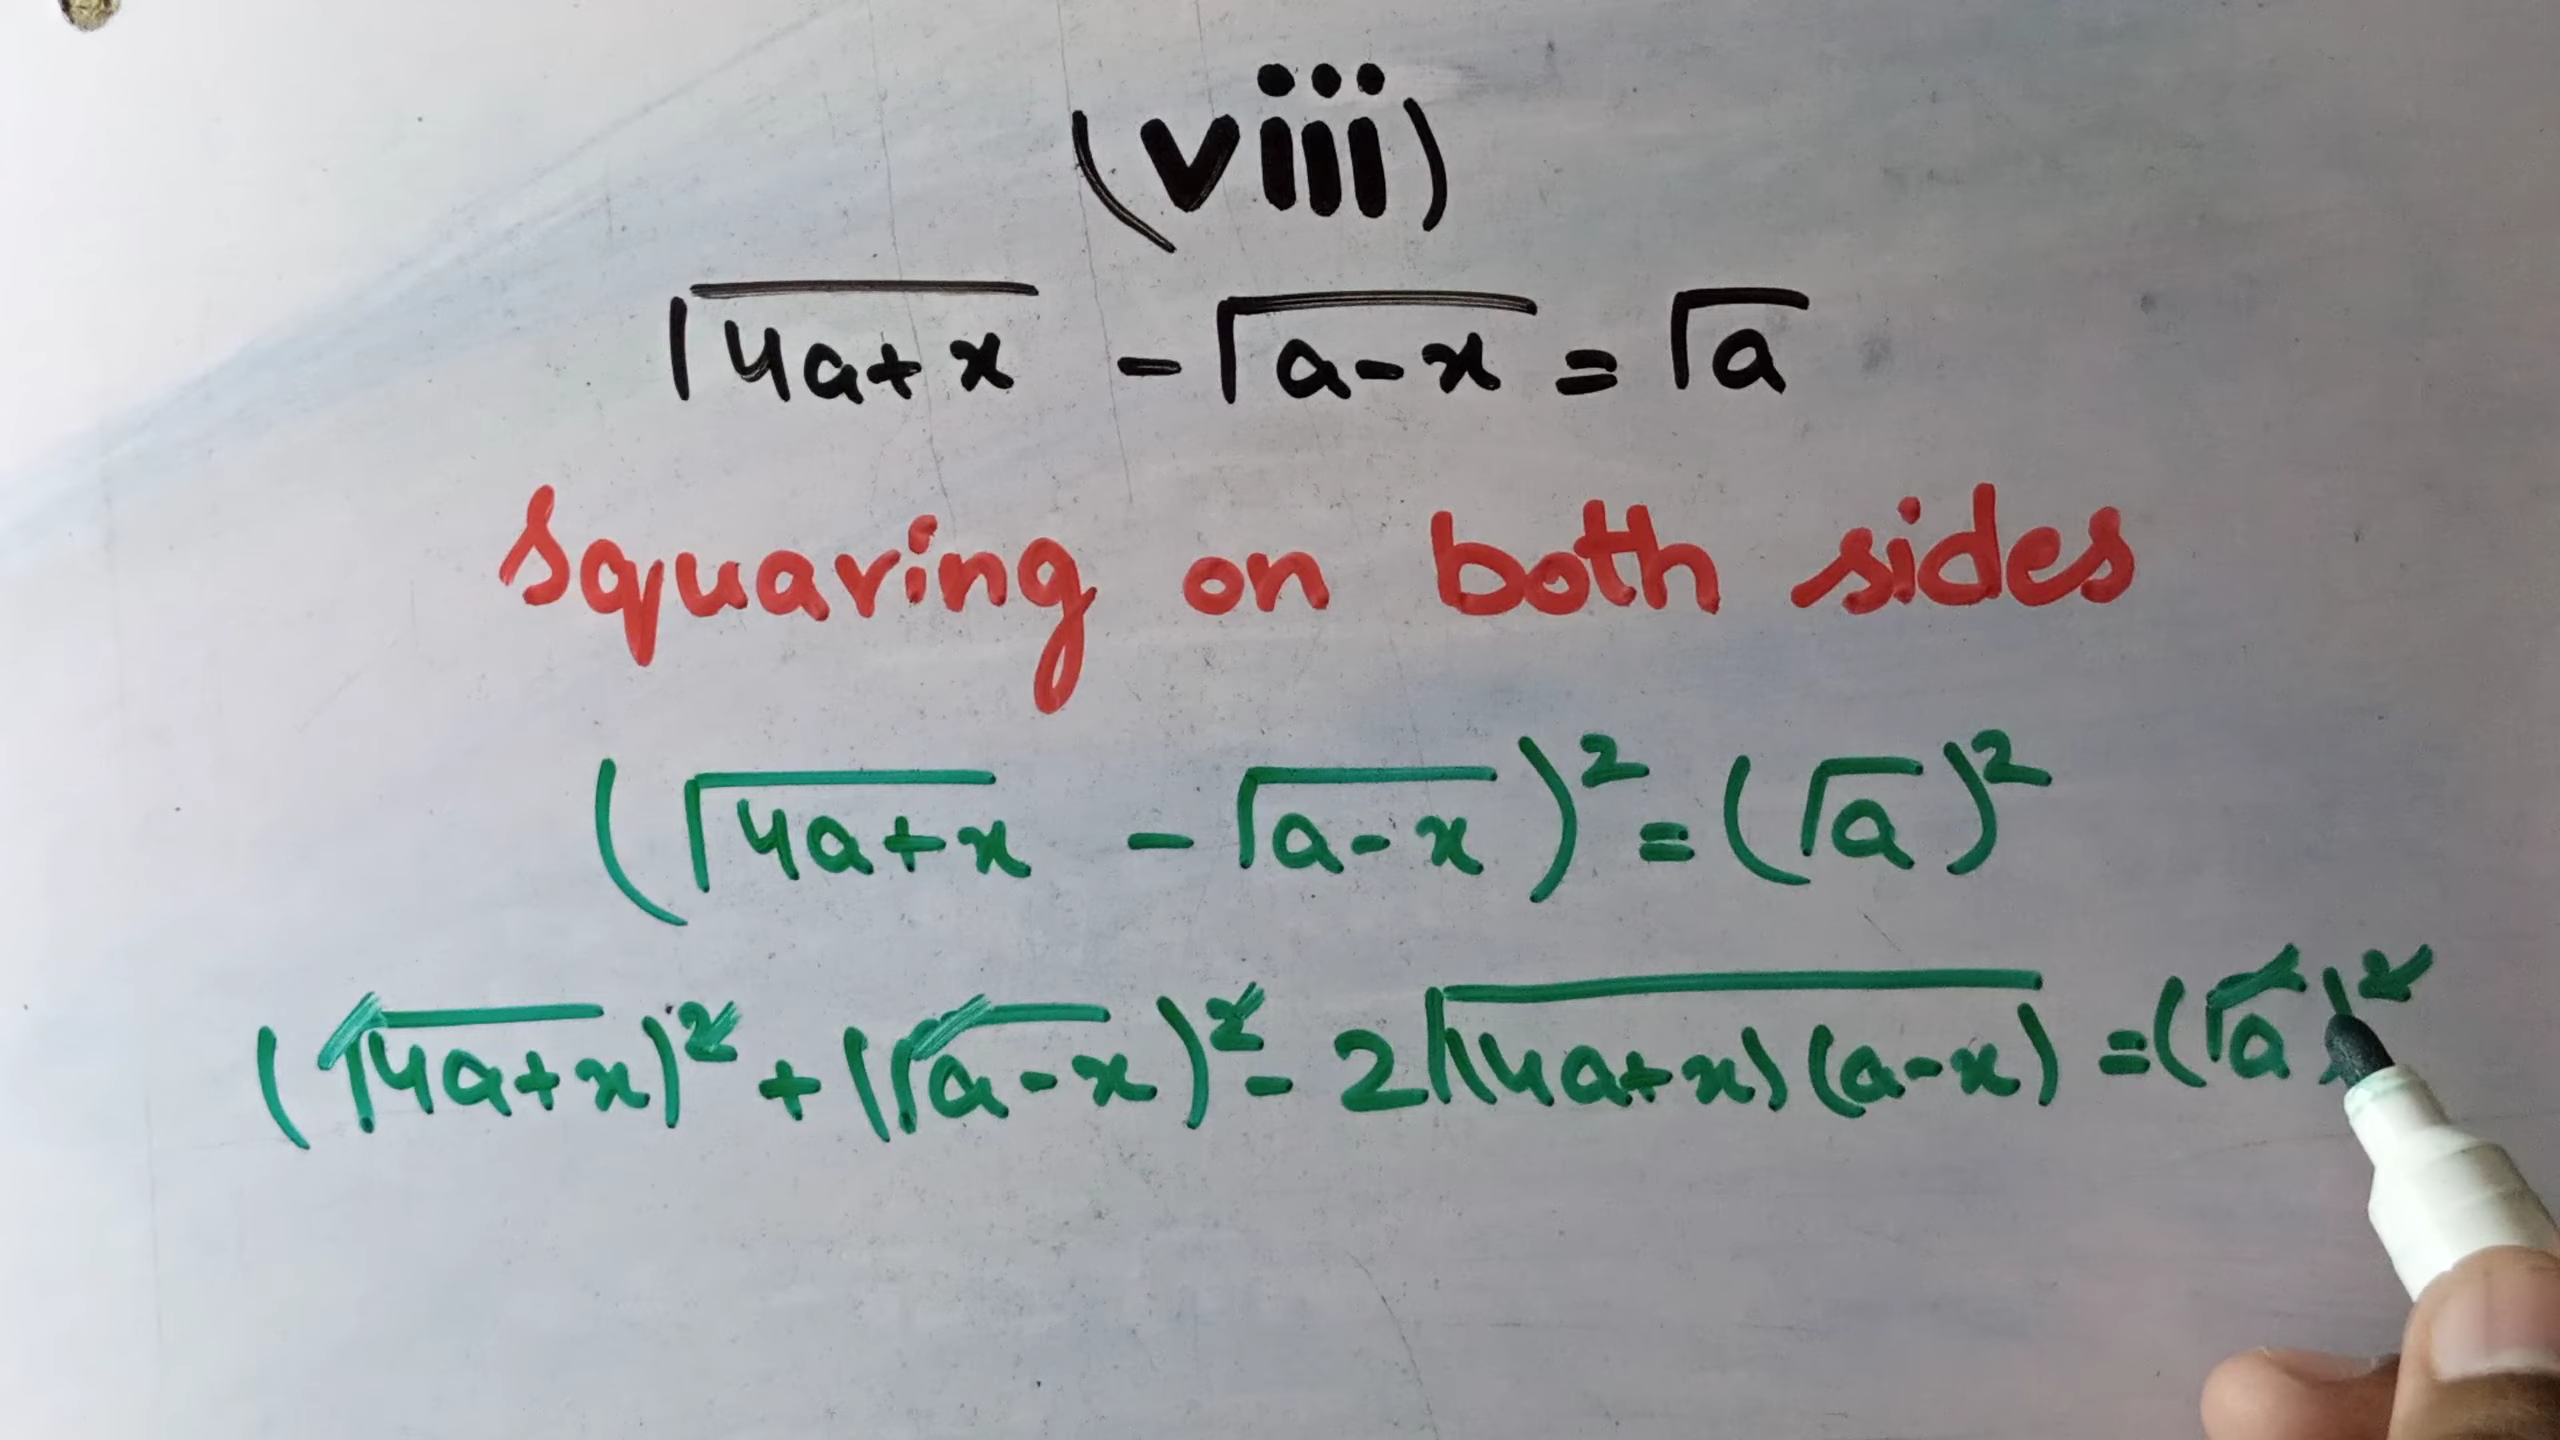 (viii)
√4a+x - √a-x = √a
Squaring on both sides
(√4a+x - √a-x)² = (√a)²
(√4a+x)² + (√a-x)² - 2√(4a+x)(a-x) = (√a)²